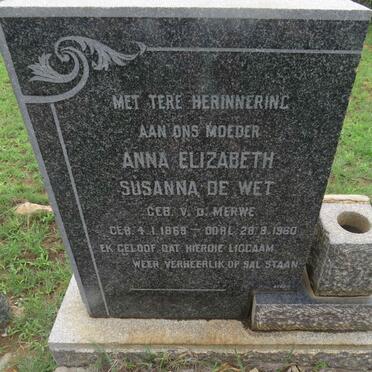 MET TERE HERINNERING
AAN ONS MOEDER
ANNA ELIZABETH
SUSANNA DE WET
GEB. V. D. MERWE
GEB. 4.1.1869 — OORL. 28.8.1960
EK GELOOF DAT HIERDIE LIGGAAM
WEER VERHEERLIK OP SAL STAAN